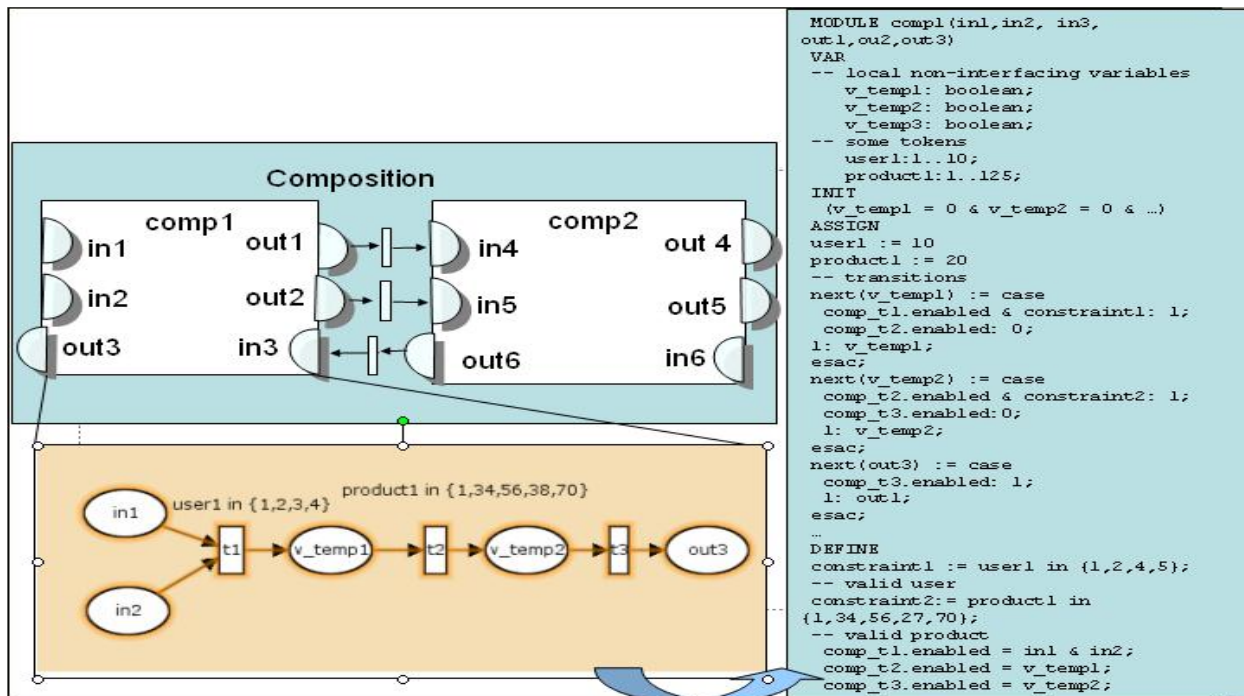 Composition
comp1
comp2
in1
out1
in4
out 4
in2
out2
in5
out5
out3
in3
out6
in6
user1 in {1,2,3,4}
product1 in {1,34,56,38,70}
in1
t1
v_temp1
t2
v_temp2
t3
out3
in2
MODULE comp1(in1,in2, in3,
out1,ou2,out3)
VAR
-- local non-interfacing variables
v_temp1: boolean;
v_temp2: boolean;
v_temp3: boolean;
-- some tokens
user1:1..10;
product1:1..125;
INIT
(v_temp1 = 0 & v_temp2 = 0 & …)
ASSIGN
user1 := 10
product1 := 20
-- transitions
next(v_temp1) := case
comp_t1.enabled & constraint1: 1;
comp_t2.enabled: 0;
1: v_temp1;
esac;
next(v_temp2) := case
comp_t2.enabled & constraint2: 1;
comp_t3.enabled:0;
1: v_temp2;
esac;
next(out3) := case
comp_t3.enabled: 1;
1: out1;
esac;
…
DEFINE
constraint1 := user1 in {1,2,4,5};
-- valid user
constraint2:= product1 in
{1,34,56,27,70};
-- valid product
comp_t1.enabled = in1 & in2;
comp_t2.enabled = v_temp1;
comp_t3.enabled = v_temp2;